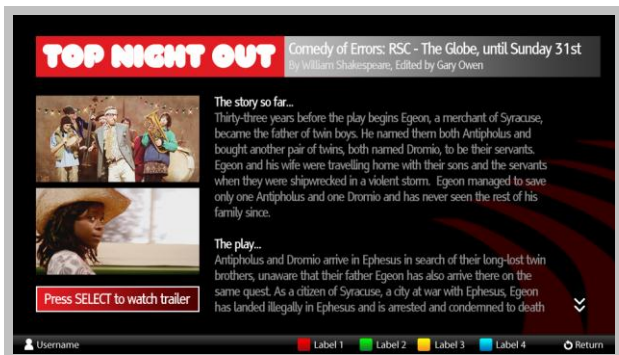 TOP NIGHT OUT
Comedy of Errors: RSC - The Globe, until Sunday 31st
By William Shakespeare, Edited by Gary Owen
The story so far...
Thirty-three years before the play begins Egeon, a merchant of Syracuse,
became the father of twin boys. He named them both Antipholus and
bought another pair of twins, both named Dromio, to be their servants.
Egeon and his wife were travelling home with their sons and the servants
when they were shipwrecked in a violent storm. Egeon managed to save
only one Antipholus and one Dromio and has never seen the rest of his
family since.
The play...
Antipholus and Dromio arrive in Ephesus in search of their long-lost twin
brothers, unaware that their father Egeon has also arrive there on the
same quest. As a citizen of Syracuse, a city at war with Ephesus, Egeon
has landed illegally in Ephesus and is arrested and condemned to death
Press SELECT to watch trailer
Username
Label 1
Label 2
Label 3
Label 4
Return